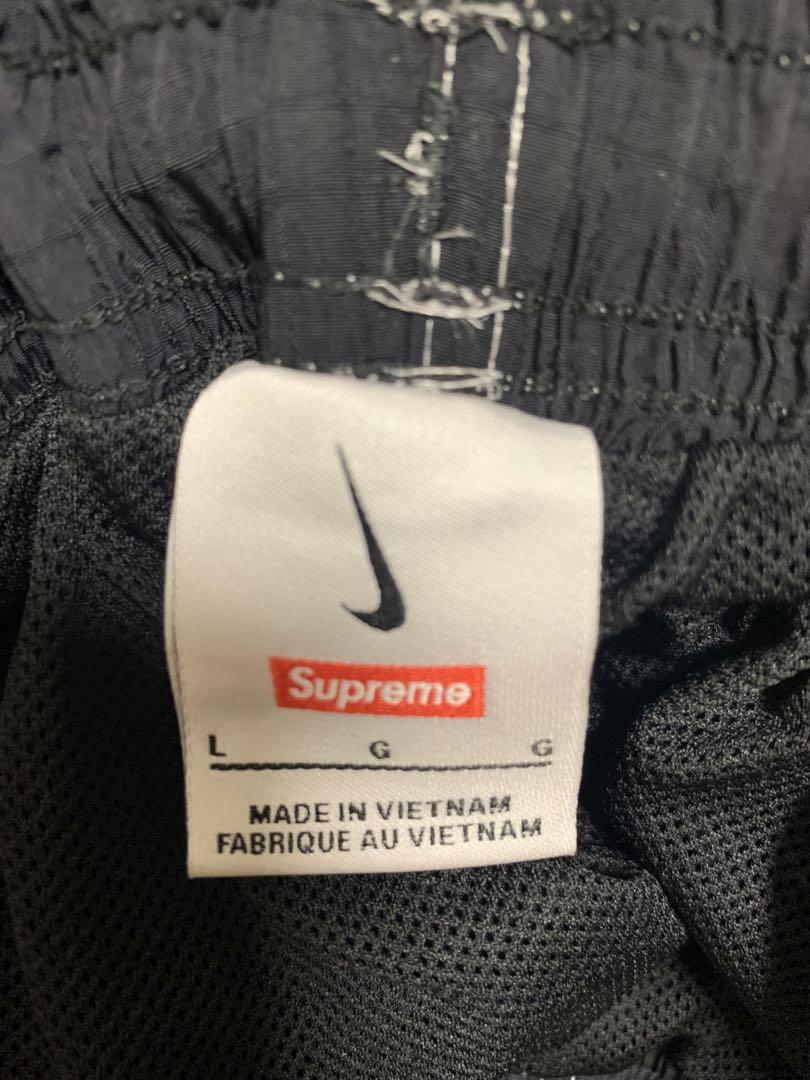 Supreme
L G G
MADE IN VIETNAM
FABRIQUE AU VIETNAM